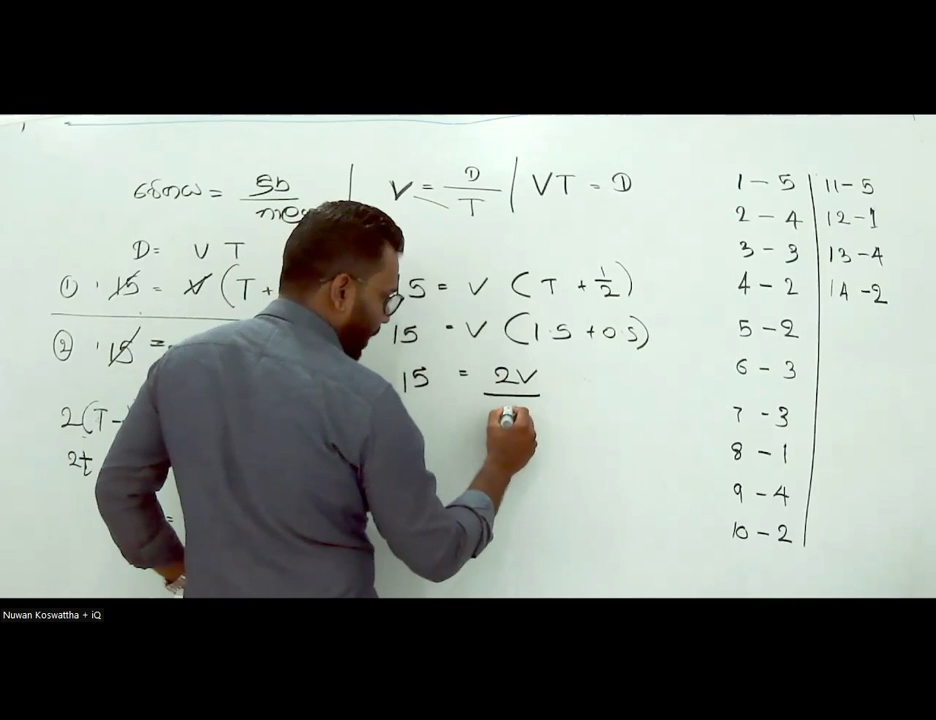 වේගය = දුර V = D/T | VT = D
D = V T
① 15 = V (T +
② 15 =
2(T -
2t
=
15 = V (T + 1/2)
15 = V (1.5 + 0.5)
15 = 2V
1 - 5
2 - 4
3 - 3
4 - 2
5 - 2
6 - 3
7 - 3
8 - 1
9 - 4
10 - 2
11 - 5
12 - 1
13 - 4
14 - 2
Nuwan Koswattha + iQ